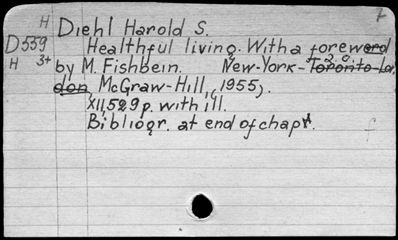 7
H Diehl Harold S.
D559 Healthful living. With a foreword
H 3+ by M. Fishbein. New-York-Toronto-Lon
don, McGraw-Hill, (1955).
XII, 529 p. with ill.
Bibliogr. at end of chapt.